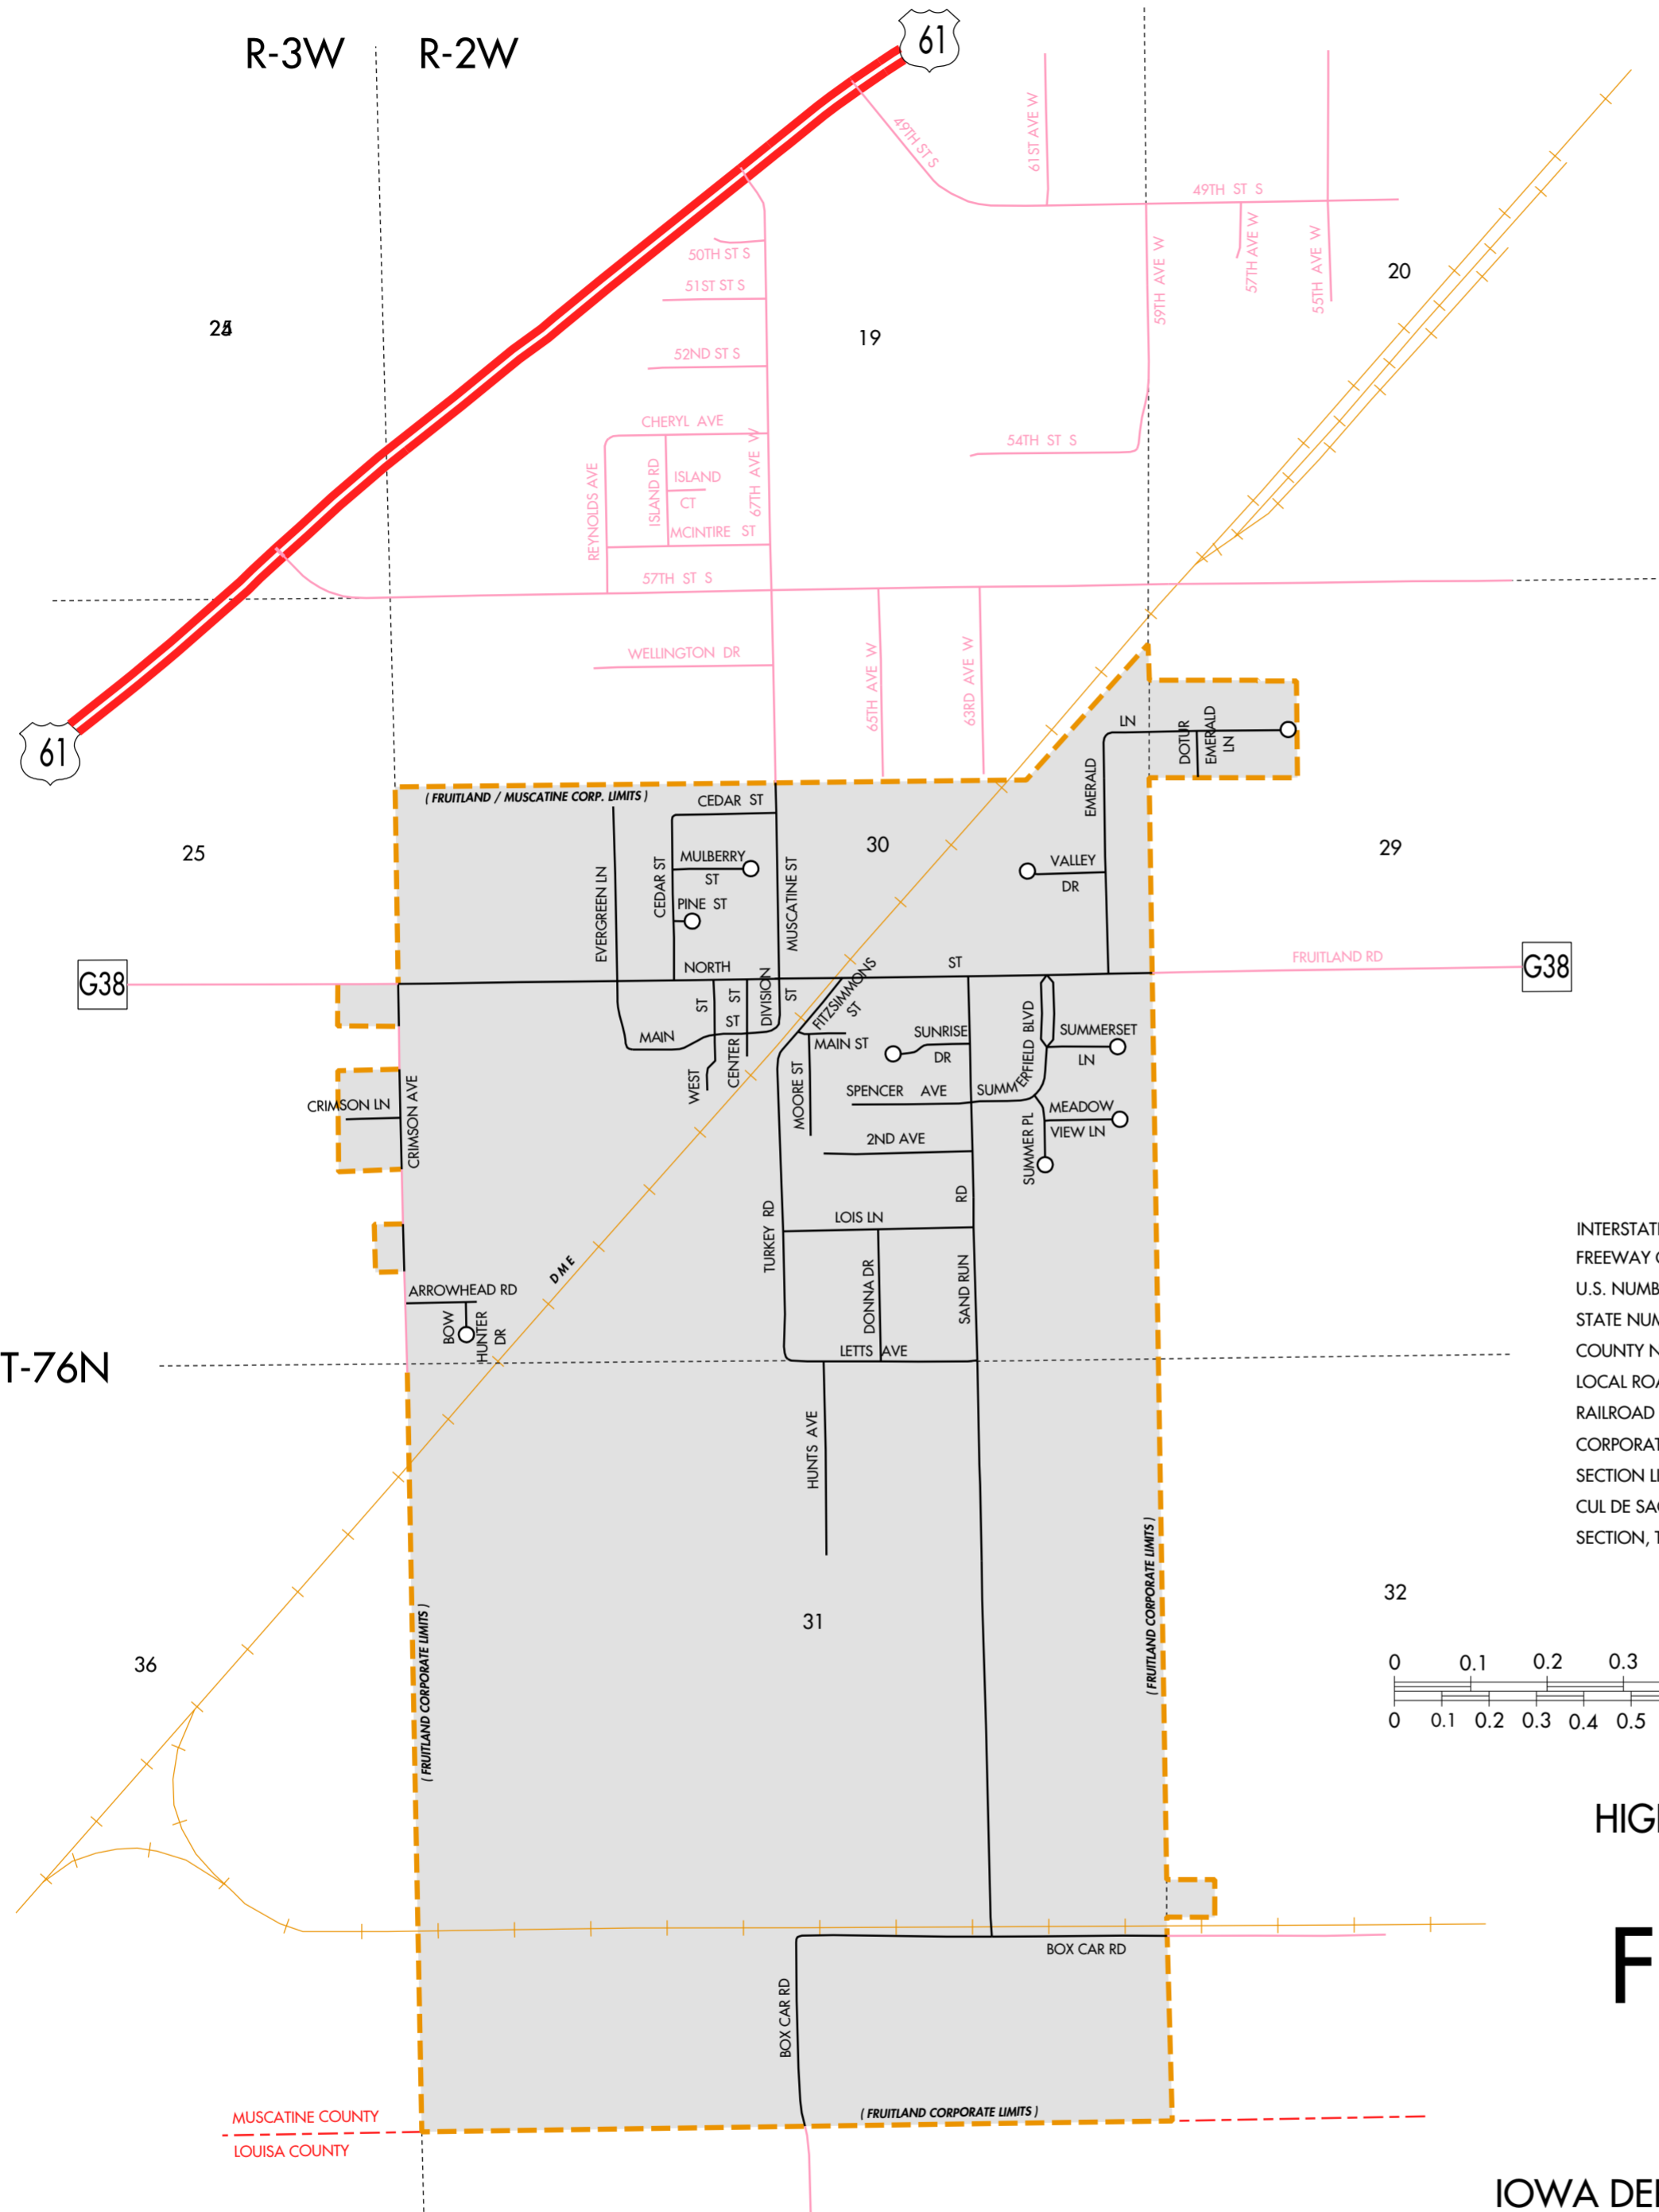 R-3W
R-2W
61
49TH ST S
61ST AVE W
49TH ST S
50TH ST S
51ST ST S
59TH AVE W
57TH AVE W
55TH AVE W
20
19
52ND ST S
CHERYL AVE
67TH AVE W
54TH ST S
REYNOLDS AVE
ISLAND RD
ISLAND
CT
MCINTIRE ST
57TH ST S
WELLINGTON DR
65TH AVE W
63RD AVE W
61
LN
DOTUR
EMERALD
LN
EMERALD
( FRUITLAND / MUSCATINE CORP. LIMITS )
CEDAR ST
25
30
29
MULBERRY
ST
VALLEY
DR
EVERGREEN LN
CEDAR ST
PINE ST
MUSCATINE ST
G38
NORTH
ST
FRUITLAND RD
G38
ST
ST
DIVISION
ST
FITZSIMMONS
ST
MAIN
ST
MAIN ST
SUNRISE
DR
SUMMERFIELD BLVD
SUMMERSET
LN
WEST
CENTER
MOORE ST
SPENCER AVE
CRIMSON LN
CRIMSON AVE
MEADOW
VIEW LN
2ND AVE
SUMMER PL
RD
TURKEY RD
LOIS LN
DME
DONNA DR
SAND RUN
ARROWHEAD RD
BOW
HUNTER
DR
LETTS AVE
T-76N
HUNTS AVE
INTERSTAT
FREEWAY
U.S. NUMB
STATE NUM
COUNTY N
LOCAL ROA
RAILROAD
CORPORAT
SECTION L
CUL DE SA
SECTION, T
( FRUITLAND CORPORATE LIMITS )
( FRUITLAND CORPORATE LIMITS )
31
32
36
0 0.1 0.2 0.3
0 0.1 0.2 0.3 0.4 0.5
HIG
F
BOX CAR RD
BOX CAR RD
( FRUITLAND CORPORATE LIMITS )
MUSCATINE COUNTY
LOUISA COUNTY
IOWA DE